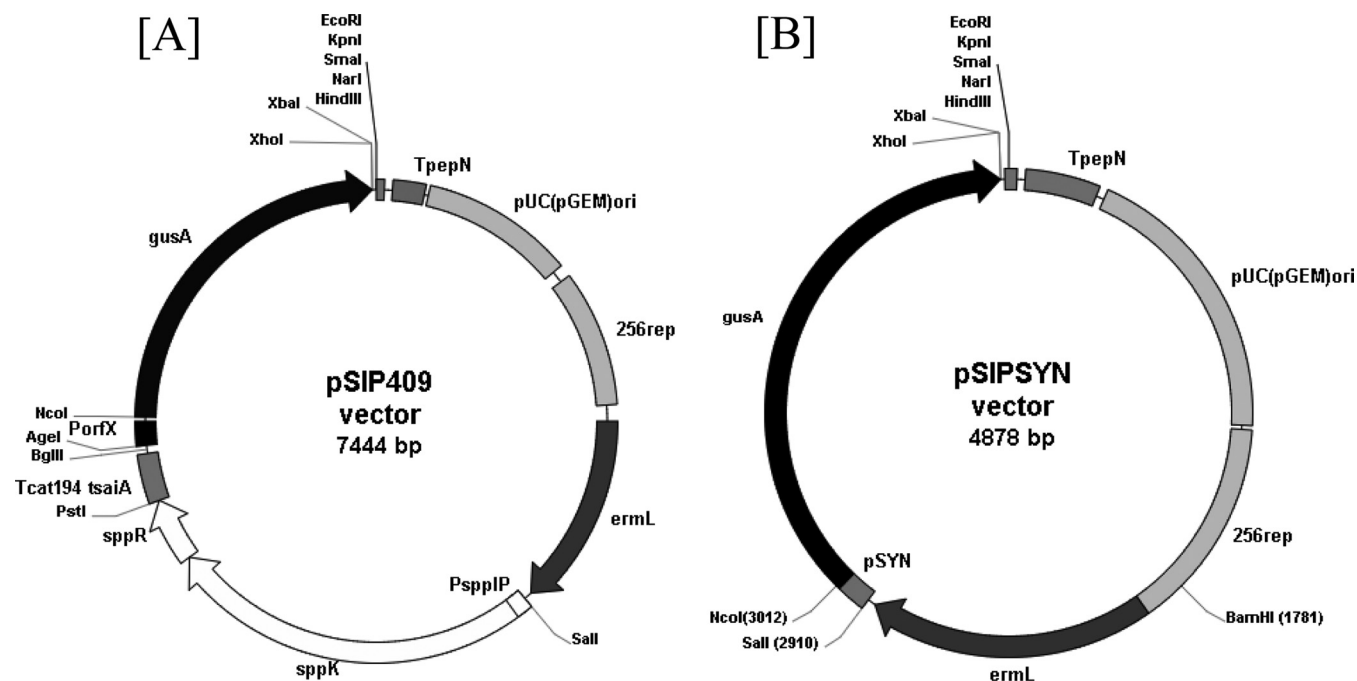 [A]
EcoRI
KpnI
SmaI
NarI
HindIII
XbaI
XhoI
TpepN
pUC(pGEM)ori
gusA
256rep
pSIP409
vector
7444 bp
NcoI
PorfX
AgeI
BglII
Tcat194 tsaiA
PstI
sppR
ermL
PsppIP
SalI
sppK
[B]
EcoRI
KpnI
SmaI
NarI
HindIII
XbaI
XhoI
TpepN
pUC(pGEM)ori
gusA
pSIPSYN
vector
4878 bp
256rep
pSYN
NcoI(3012)
SalI (2910)
BamHI (1781)
ermL